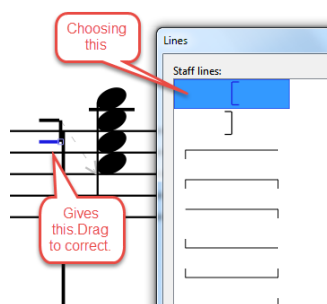 Choosing
this
Lines
Staff lines:
Gives
this.Drag
to correct.